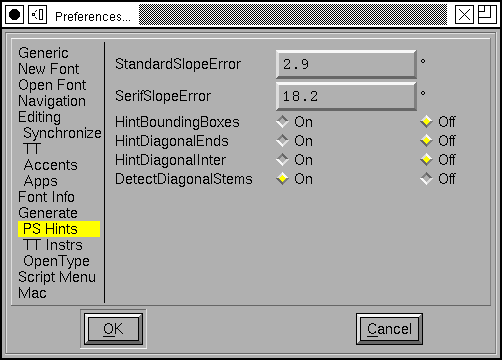 Preferences...
Generic
New Font
Open Font
Navigation
Editing
Synchronize
TT
Accents
Apps
Font Info
Generate
PS Hints
TT Instrs
OpenType
Script Menu
Mac
StandardSlopeError 2.9 °
SerifSlopeError 18.2 °
HintBoundingBoxes On Off
HintDiagonalEnds On Off
HintDiagonalInter On Off
DetectDiagonalStems On Off
OK Cancel